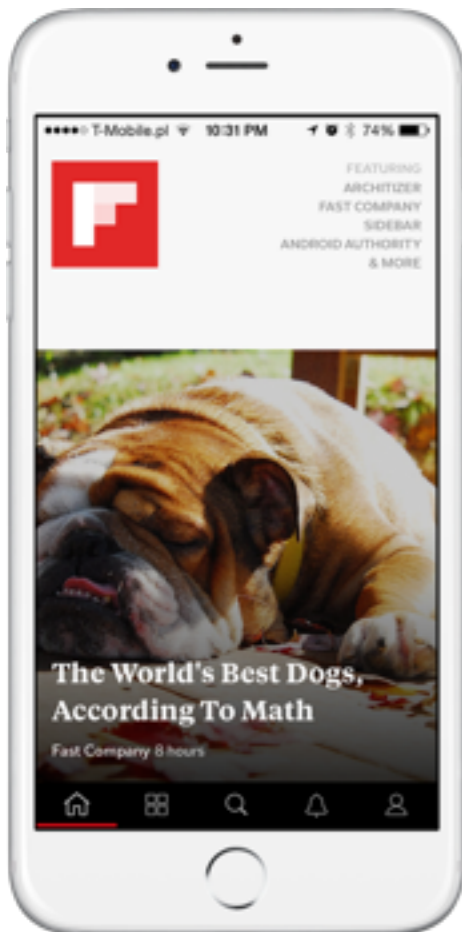 T-Mobile.pl 10:31 PM 74%
FEATURING
ARCHITIZER
FAST COMPANY
SIDEBAR
ANDROID AUTHORITY
& MORE
The World's Best Dogs,
According To Math
Fast Company 8 hours